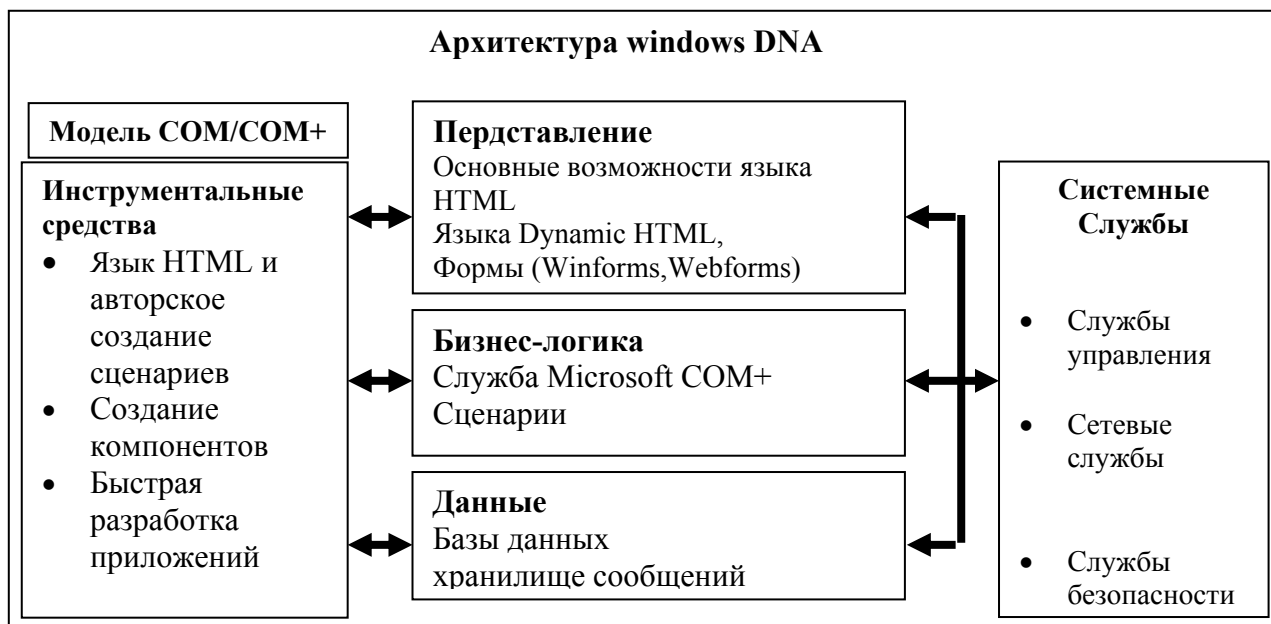 Архитектура windows DNA
Модель COM/COM+
Инструментальные
средства
• Язык HTML и
авторское
создание
сценариев
• Создание
компонентов
• Быстрая
разработка
приложений
Пердставление
Основные возможности языка
HTML
Языка Dynamic HTML,
Формы (Winforms,Webforms)
Бизнес-логика
Служба Microsoft COM+
Сценарии
Данные
Базы данных
хранилище сообщений
Системные
Службы
• Службы
управления
• Сетевые
службы
• Службы
безопасности